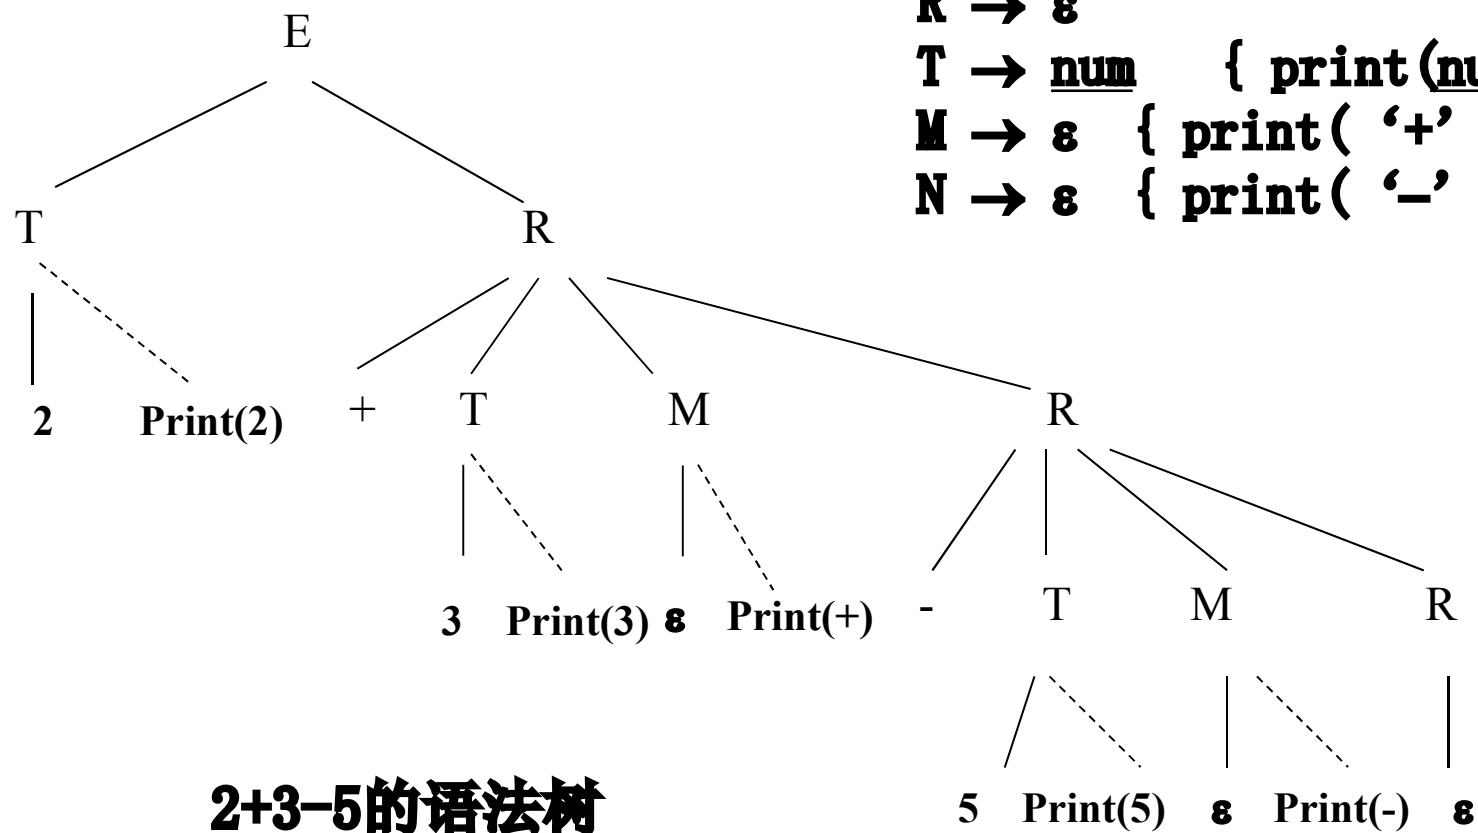 E
R → ε
T → num { print(nu
M → ε { print( ‘+’
N → ε { print( ‘−’
T R
2 Print(2) + T M R
3 Print(3) ε Print(+) - T M R
5 Print(5) ε Print(-) ε
2+3-5的语法树